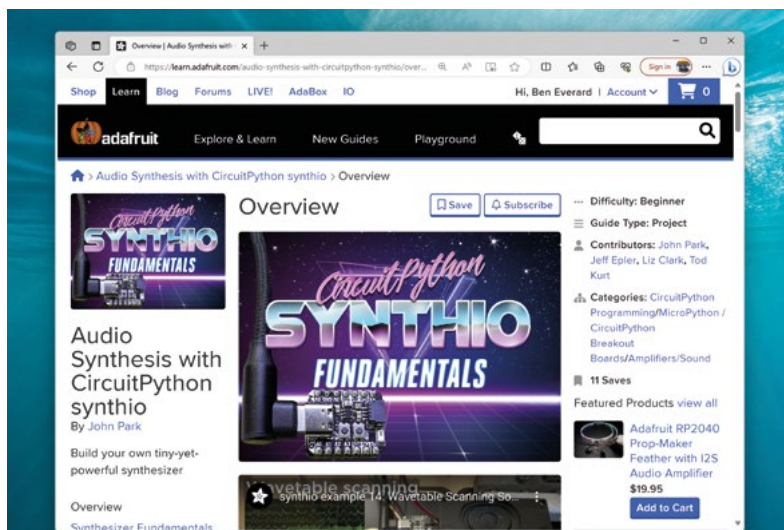 Overview | Audio Synthesis with
https://learn.adafruit.com/audio-synthesis-with-circuitpython-synthio/over...
Sign in
Shop Learn Blog Forums LIVE! AdaBox IO
Hi, Ben Everard | Account
0
adafruit
Explore & Learn New Guides Playground
Audio Synthesis with CircuitPython synthio > Overview
CircuitPython
SYNTHIO
FUNDAMENTALS
Audio
Synthesis with
CircuitPython
synthio
By John Park
Build your own tiny-yet-
powerful synthesizer
Overview
Synthesizer Fundamentals
Overview
Save
Subscribe
CircuitPython
SYNTHIO
FUNDAMENTALS
Wavetable scanning
synthio example 14. Wavetable Scanning So...
Difficulty: Beginner
Guide Type: Project
Contributors: John Park,
Jeff Epler, Liz Clark, Tod
Kurt
Categories: CircuitPython
Programming/MicroPython /
CircuitPython
Breakout
Boards/Amplifiers/Sound
11 Saves
Featured Products view all
Adafruit RP2040
Prop-Maker
Feather with I2S
Audio Amplifier
$19.95
Add to Cart